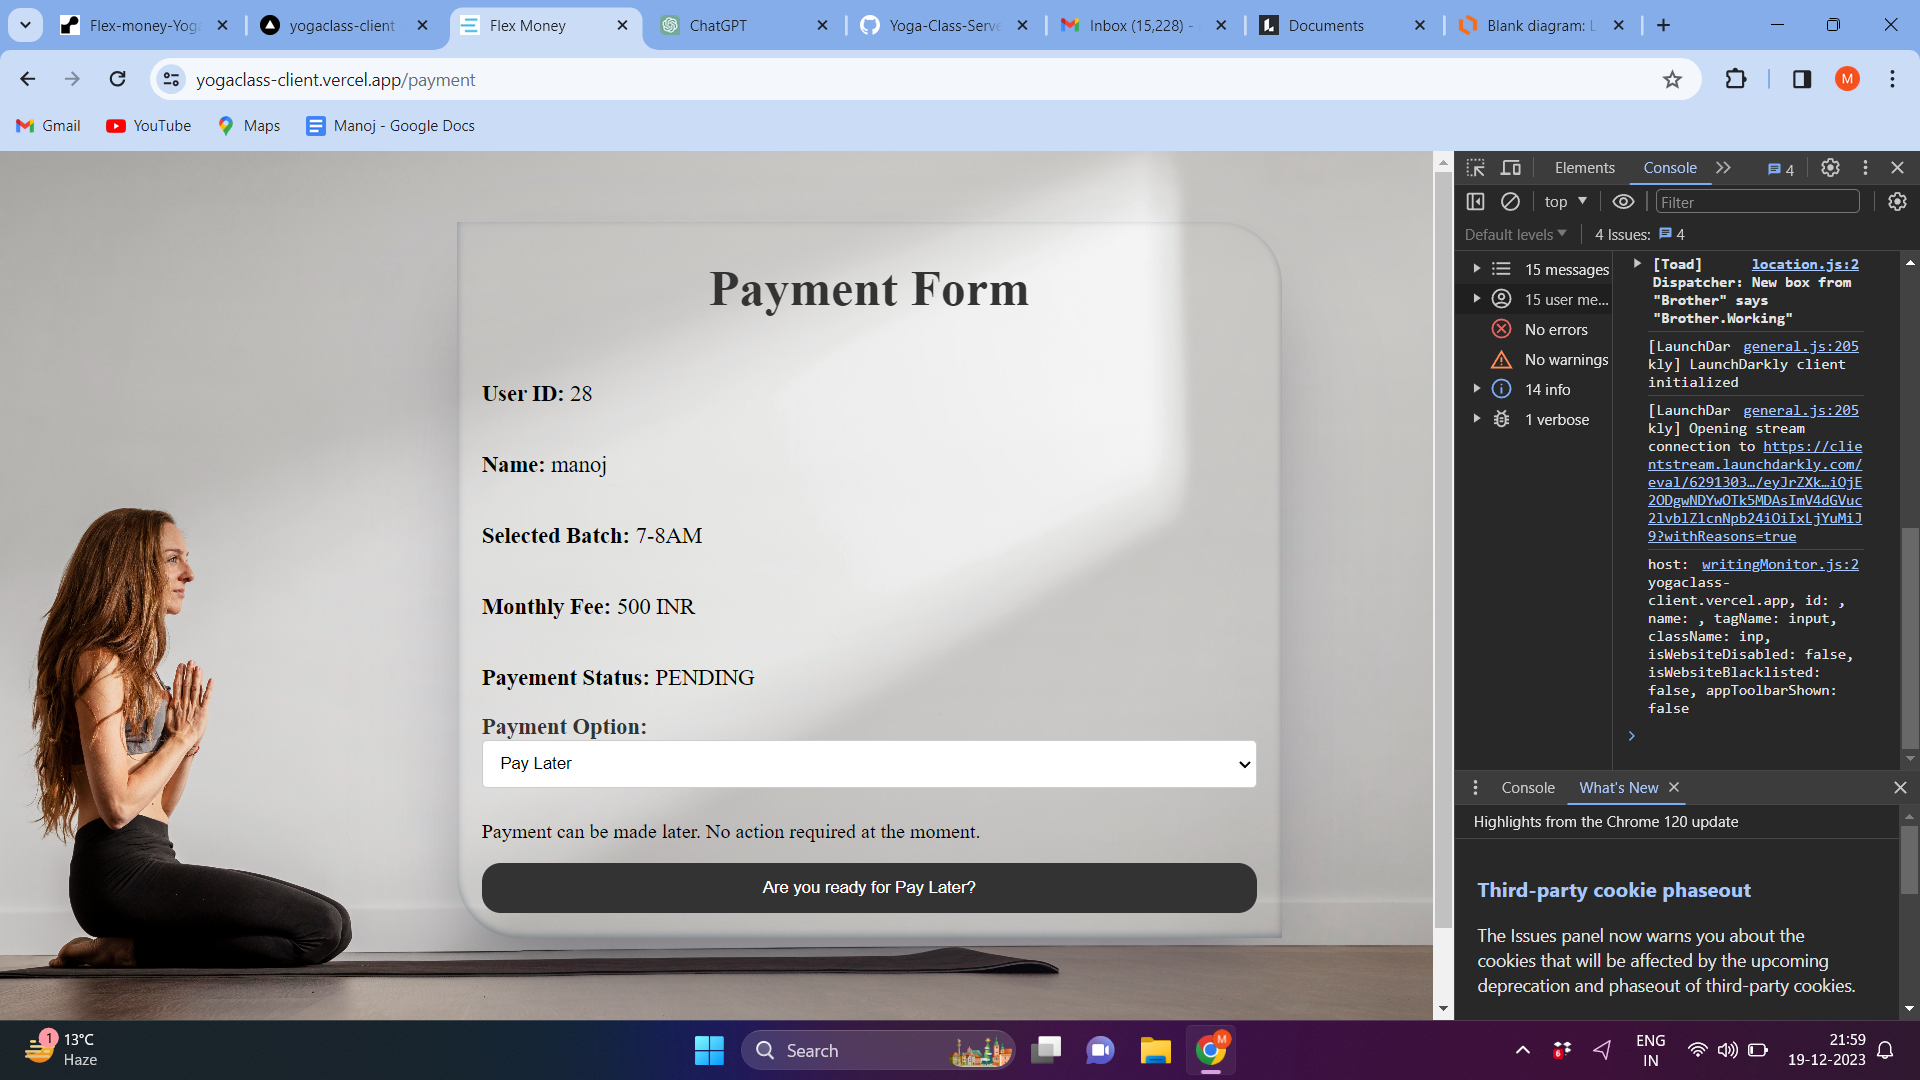 Flex-money-Yoga
yogaclass-client
Flex Money
ChatGPT
Yoga-Class-Serve
Inbox (15,228) -
Documents
Blank diagram: L
yogaclass-client.vercel.app/payment
M
Gmail
YouTube
Maps
Manoj - Google Docs
Payment Form
User ID: 28
Name: manoj
Selected Batch: 7-8AM
Monthly Fee: 500 INR
Payement Status: PENDING
Payment Option:
Pay Later
Payment can be made later. No action required at the moment.
Are you ready for Pay Later?
Elements
Console
4
top
Filter
Default levels
4 Issues: 4
15 messages
15 user me...
No errors
No warnings
14 info
1 verbose
[Toad] location.js:2
Dispatcher: New box from
"Brother" says
"Brother.Working"
[LaunchDar general.js:205
kly] LaunchDarkly client
initialized
[LaunchDar general.js:205
kly] Opening stream
connection to https://clie
ntstream.launchdarkly.com/
eval/6291303…/eyJrZXk…iOjE
2ODgwNDYwOTk5MDAsImV4dGVuc
2lvblZlcnNpb24iOiIxLjYuMiJ
9?withReasons=true
host: writingMonitor.js:2
yogaclass-
client.vercel.app, id: ,
name: , tagName: input,
className: inp,
isWebsiteDisabled: false,
isWebsiteBlacklisted:
false, appToolbarShown:
false
Console
What's New
Highlights from the Chrome 120 update
Third-party cookie phaseout
The Issues panel now warns you about the
cookies that will be affected by the upcoming
deprecation and phaseout of third-party cookies.
1
13°C
Haze
Search
M
6
ENG
IN
21:59
19-12-2023